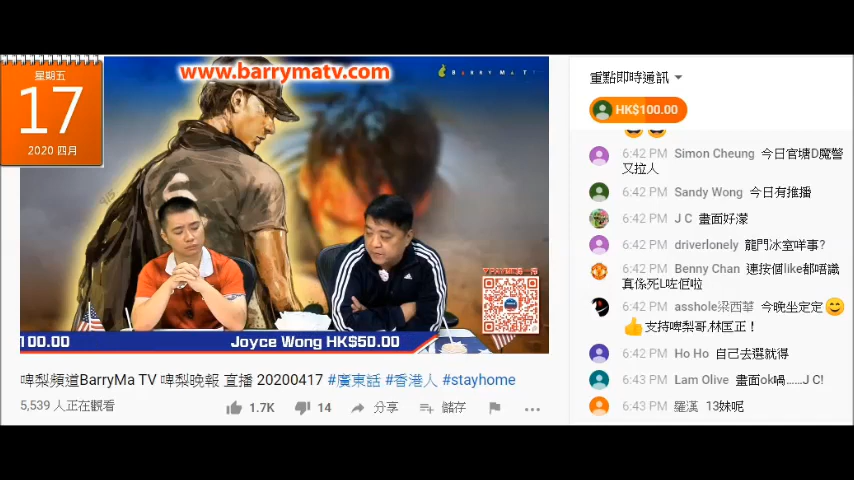 星期五
17
2020 四月
www.barrymatv.com
BARRYMATV
100.00
Joyce Wong HK$50.00
啤梨頻道BarryMa TV 啤梨晚報 直播 20200417 #廣東話 #香港人 #stayhome
5,539 人正在觀看
1.7K
14
分享
儲存
重點即時通訊
HK$100.00
6:42 PM Simon Cheung 今日官塘D魔警
又拉人
6:42 PM Sandy Wong 今日有推播
6:42 PM J C 畫面好濛
6:42 PM driverlonely 龍門冰室咩事?
6:42 PM Benny Chan 連按個like都唔識
真係死L咗佢啦
6:42 PM asshole梁西華 今晚坐定定😊
👍支持啤梨哥,林匡正！
6:42 PM Ho Ho 自己去選就得
6:43 PM Lam Olive 畫面ok喎......J C!
6:43 PM 羅漢 13妹呢